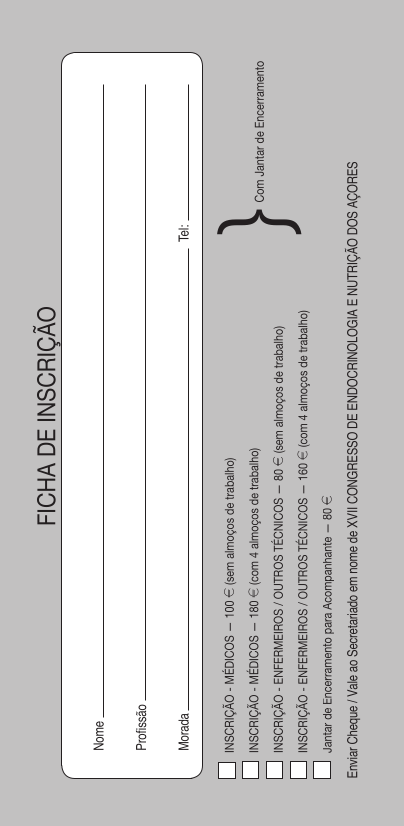 FICHA DE INSCRIÇÃO
Nome
Profissão
Morada Tel:
INSCRIÇÃO - MÉDICOS – 100 € (sem almoços de trabalho)
INSCRIÇÃO - MÉDICOS – 180 € (com 4 almoços de trabalho)
INSCRIÇÃO - ENFERMEIROS / OUTROS TÉCNICOS – 80 € (sem almoços de trabalho)
INSCRIÇÃO - ENFERMEIROS / OUTROS TÉCNICOS – 160 € (com 4 almoços de trabalho)
Com Jantar de Encerramento
Jantar de Encerramento para Acompanhante – 80 €
Enviar Cheque / Vale ao Secretariado em nome de XVII CONGRESSO DE ENDOCRINOLOGIA E NUTRIÇÃO DOS AÇORES